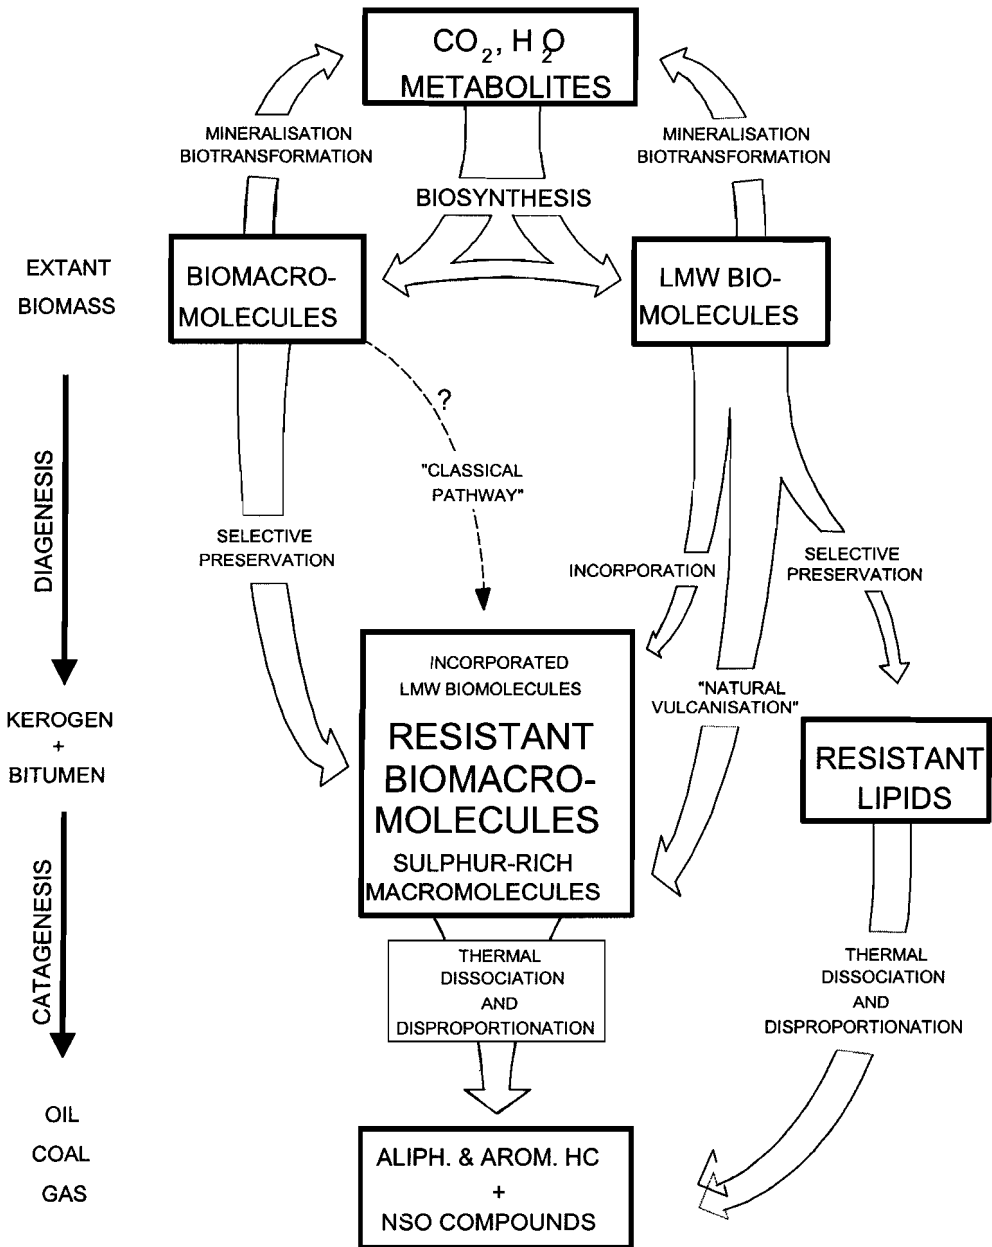 CO2, H2O
METABOLITES
MINERALISATION
BIOTRANSFORMATION
MINERALISATION
BIOTRANSFORMATION
BIOSYNTHESIS
EXTANT
BIOMASS
BIOMACRO-
MOLECULES
LMW BIO-
MOLECULES
?
"CLASSICAL
PATHWAY"
DIAGENESIS
SELECTIVE
PRESERVATION
INCORPORATION
SELECTIVE
PRESERVATION
INCORPORATED
LMW BIOMOLECULES
RESISTANT
BIOMACRO-
MOLECULES
SULPHUR-RICH
MACROMOLECULES
"NATURAL
VULCANISATION"
KEROGEN
+
BITUMEN
RESISTANT
LIPIDS
CATAGENESIS
THERMAL
DISSOCIATION
AND
DISPROPORTIONATION
THERMAL
DISSOCIATION
AND
DISPROPORTIONATION
OIL
COAL
GAS
ALIPH. & AROM. HC
+
NSO COMPOUNDS